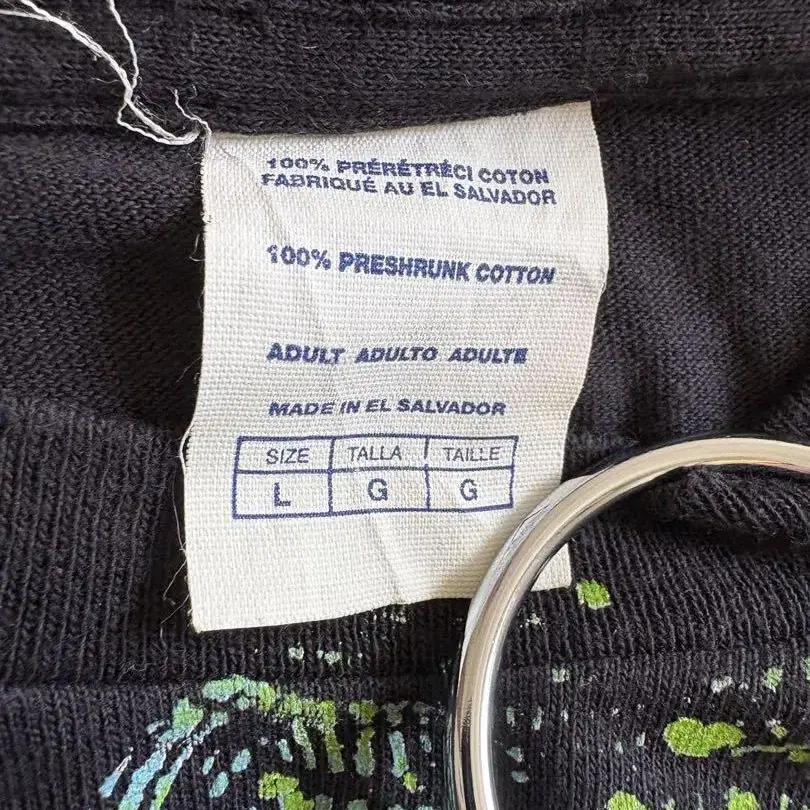 100% PRÉRÉTRÉCI COTON
FABRIQUÉ AU EL SALVADOR
100% PRESHRUNK COTTON
ADULT ADULTO ADULTE
MADE IN EL SALVADOR
SIZE TALLA TAILLE
L G G